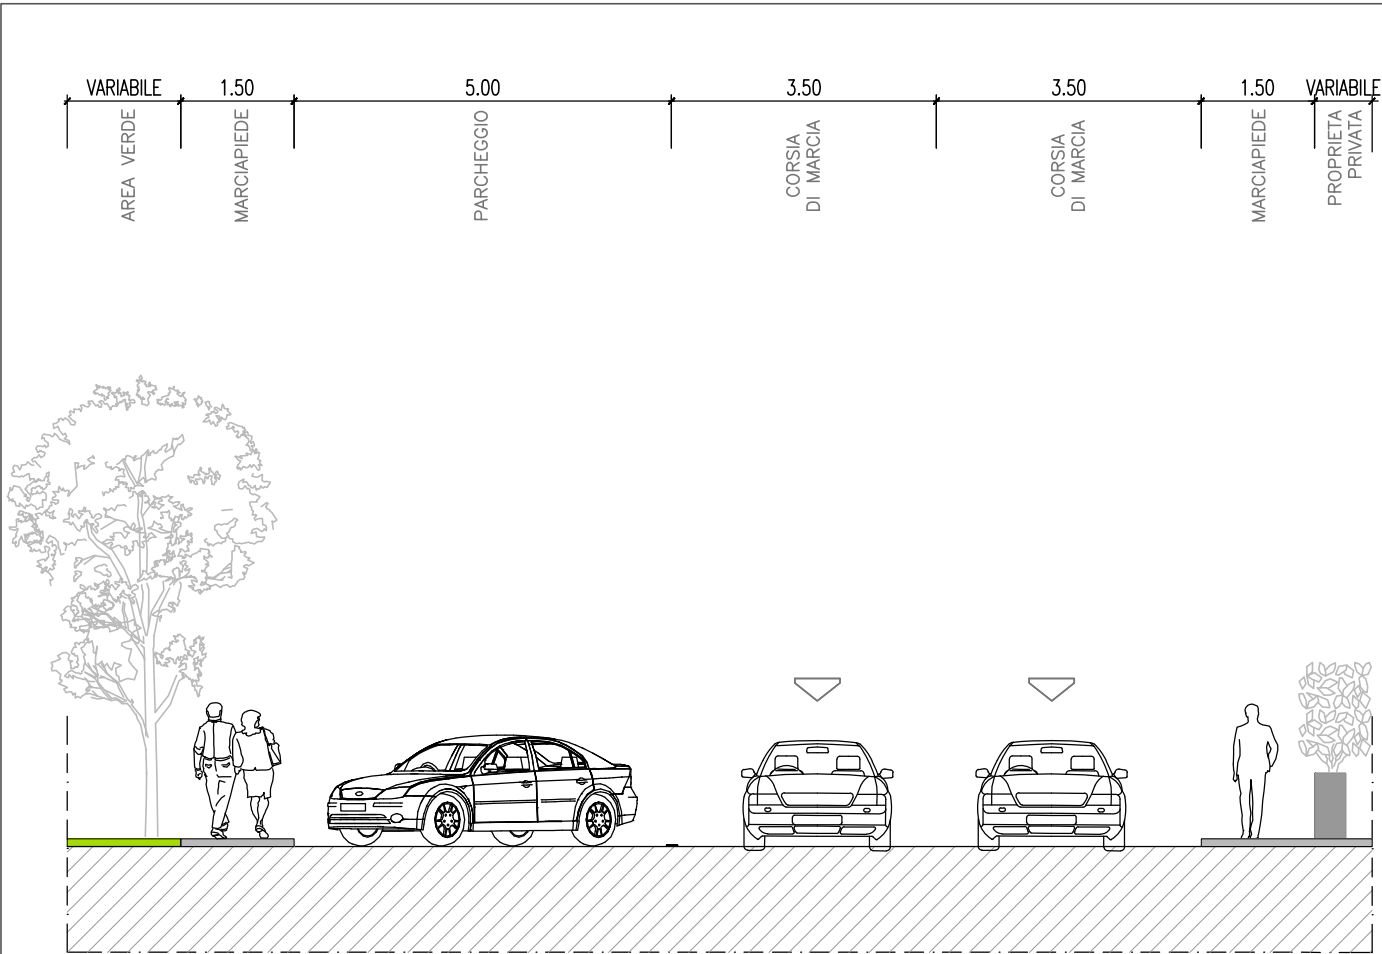 VARIABILE
1.50
5.00
3.50
3.50
1.50
VARIABILE
AREA VERDE
MARCIAPIEDE
PARCHEGGIO
CORSIA
DI MARCIA
CORSIA
DI MARCIA
MARCIAPIEDE
PROPRIETA
PRIVATA